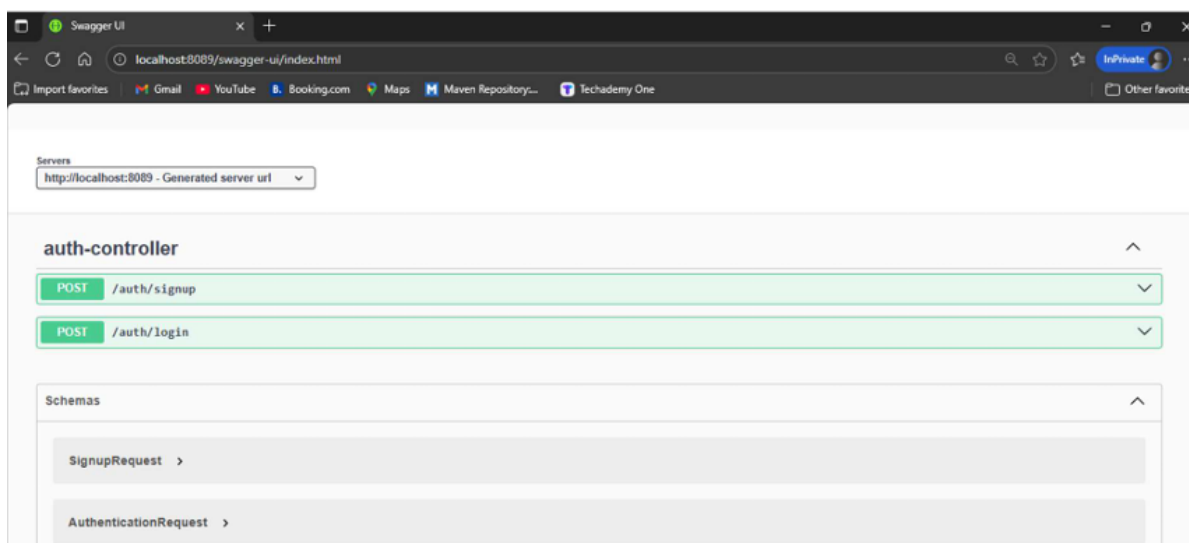 Swagger UI
localhost:8089/swagger-ui/index.html
InPrivate
Import favorites Gmail YouTube B. Booking.com Maps M Maven Repository:... T Techademy One Other favorite
Servers
http://localhost:8089 - Generated server url
auth-controller
POST /auth/signup
POST /auth/login
Schemas
SignupRequest
AuthenticationRequest